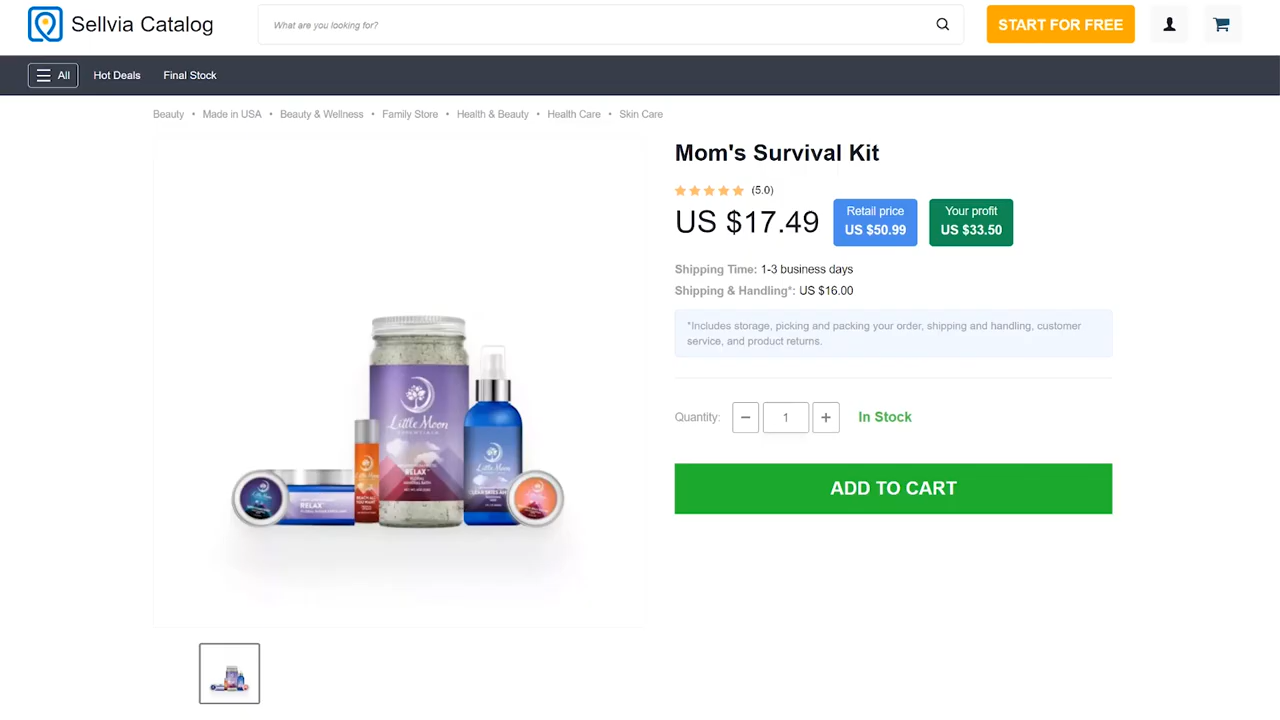 Sellvia Catalog
What are you looking for?
START FOR FREE
All
Hot Deals
Final Stock
Beauty • Made in USA • Beauty & Wellness • Family Store • Health & Beauty • Health Care • Skin Care
Mom's Survival Kit
(5.0)
US $17.49
Retail price
US $50.99
Your profit
US $33.50
Shipping Time: 1-3 business days
Shipping & Handling*: US $16.00
*Includes storage, picking and packing your order, shipping and handling, customer
service, and product returns.
Quantity:
1
In Stock
ADD TO CART
Little Moon
ESSENTIALS
RELAX
Little Moon
RELAX